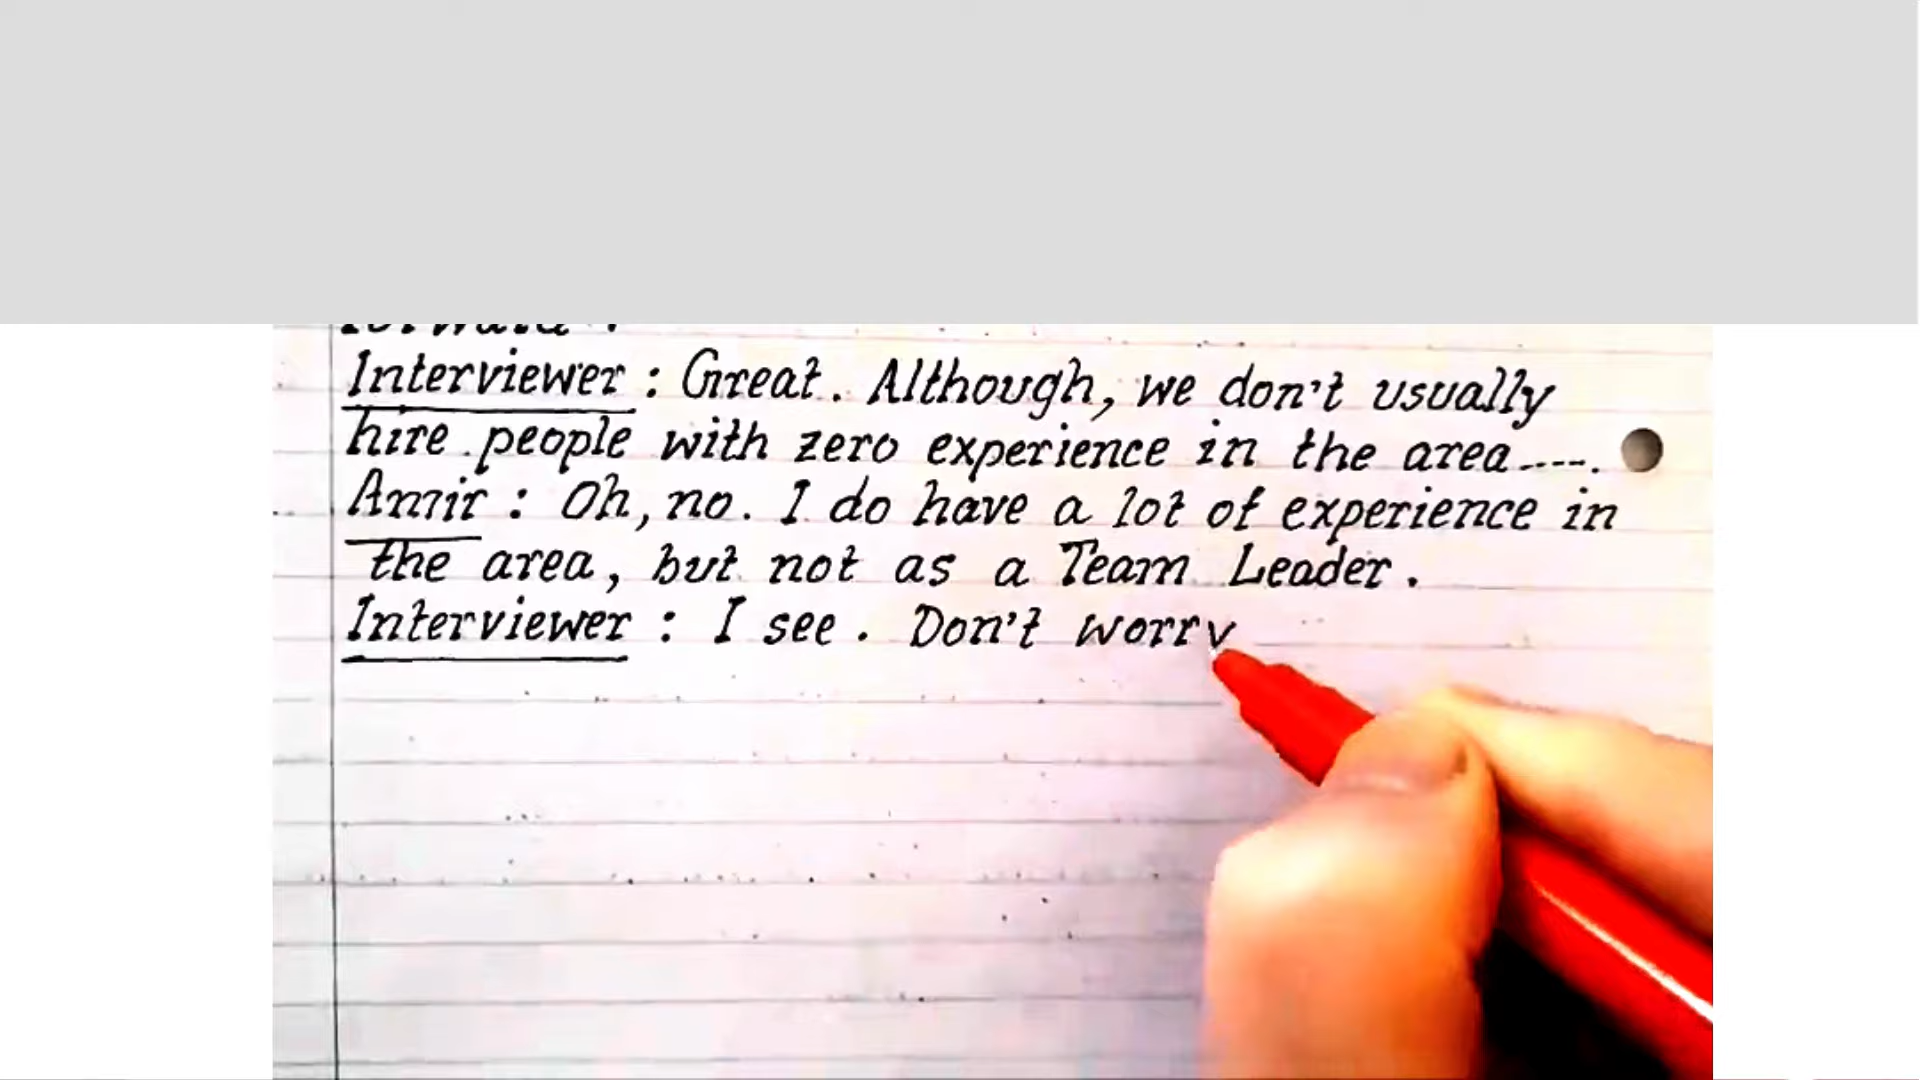 forward.
Interviewer : Great. Although, we don't usually
hire people with zero experience in the area-----.
Amir : Oh, no. I do have a lot of experience in
the area, but not as a Team Leader.
Interviewer : I see. Don't worry